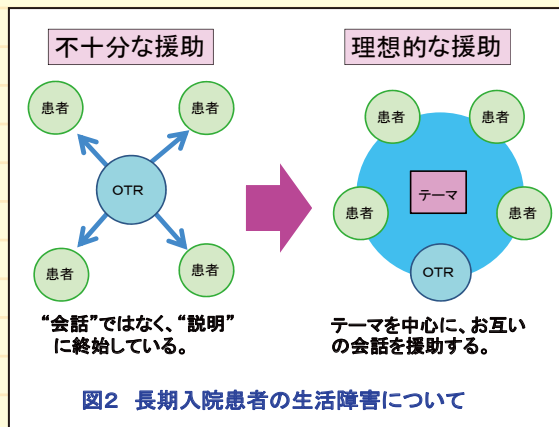 不十分な援助
患者
患者
OTR
患者
患者
“会話”ではなく、“説明”
に終始している。
理想的な援助
患者
患者
テーマ
患者
患者
OTR
テーマを中心に、お互い
の会話を援助する。
図2 長期入院患者の生活障害について